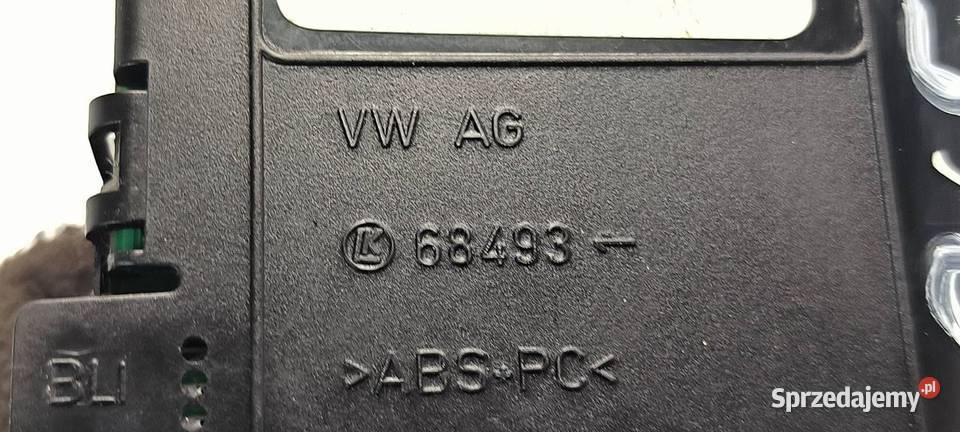 VW AG
LK 68493 –
>ABS+PC<
BLI
Sprzedajemy.pl